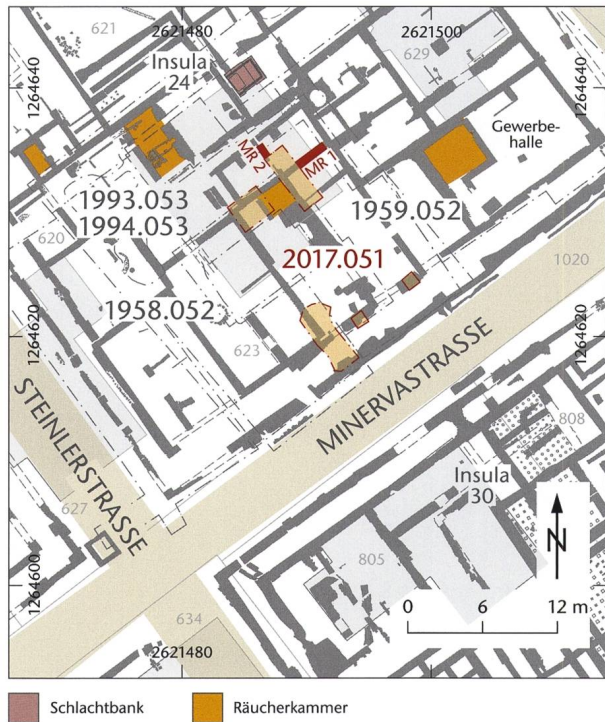 621
2621480
2621500
1264640
1264640
Insula
24
629
Gewerbe-
halle
MR 2
MR 1
1993.053
1994.053
1959.052
620
2017.051
1020
1958.052
1264620
1264620
623
MINERVASTRASSE
STEINLERSTRASSE
808
Insula
30
627
N
805
1264600
634
0 6 12 m
2621480
Schlachtbank
Räucherkammer